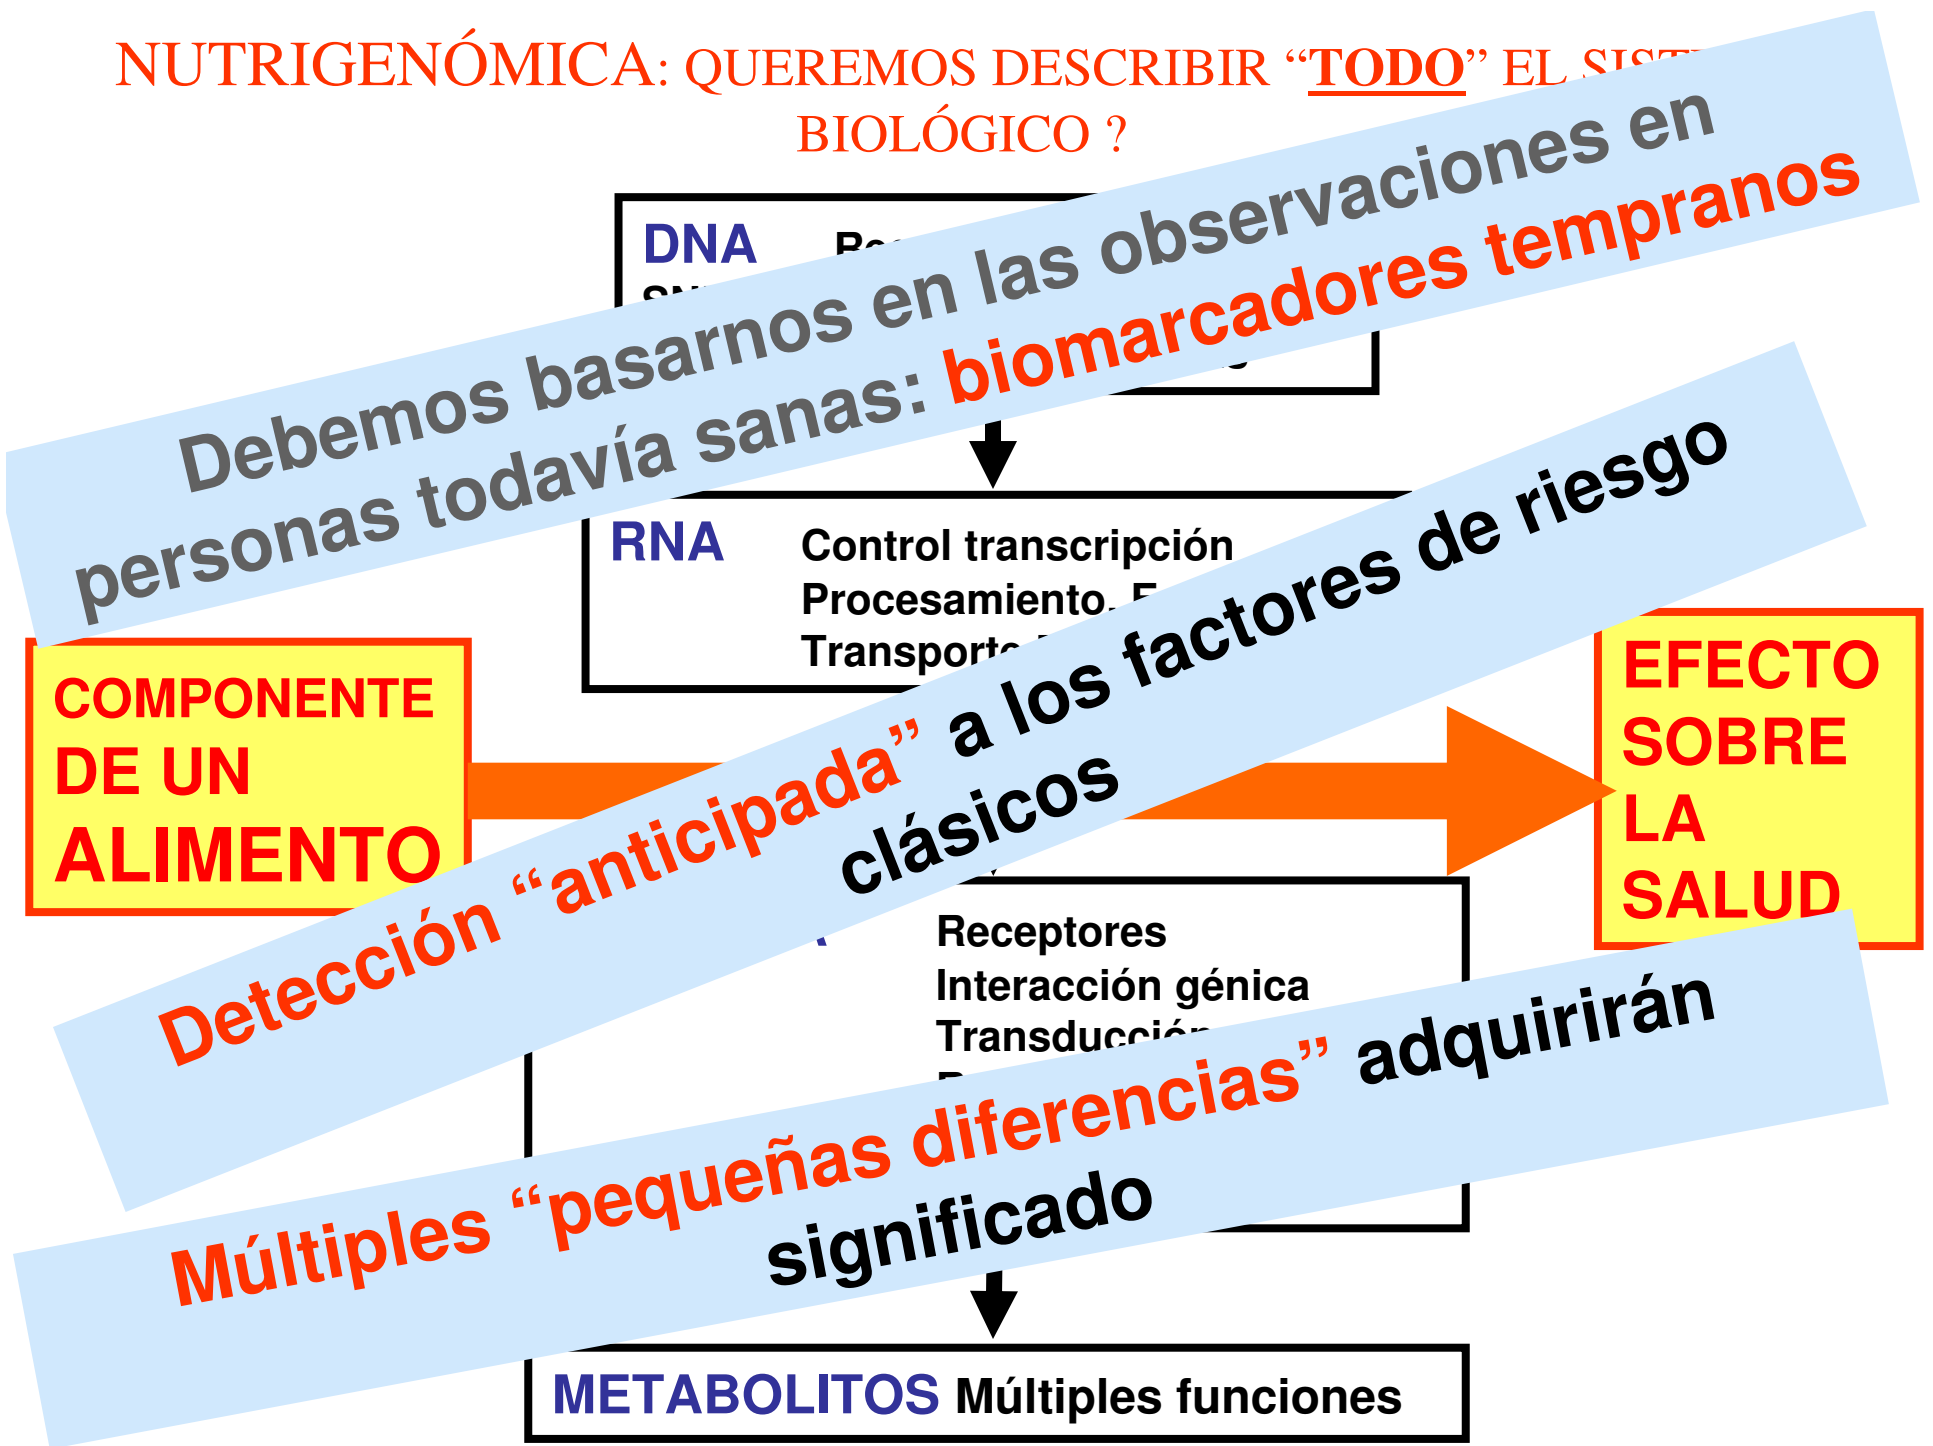 NUTRIGENÓMICA: QUEREMOS DESCRIBIR “TODO” EL
BIOLÓGICO ?
DNA
Debemos basarnos en las observaciones en
personas todavía sanas: biomarcadores tempranos
RNA Control transcripción
Procesamiento,
Transporte
COMPONENTE
DE UN
ALIMENTO
EFECTO
SOBRE
LA
SALUD
Detección “anticipada” a los factores de riesgo
clásicos
Receptores
Interacción génica
Transducción
Múltiples “pequeñas diferencias” adquirirán
significado
METABOLITOS Múltiples funciones